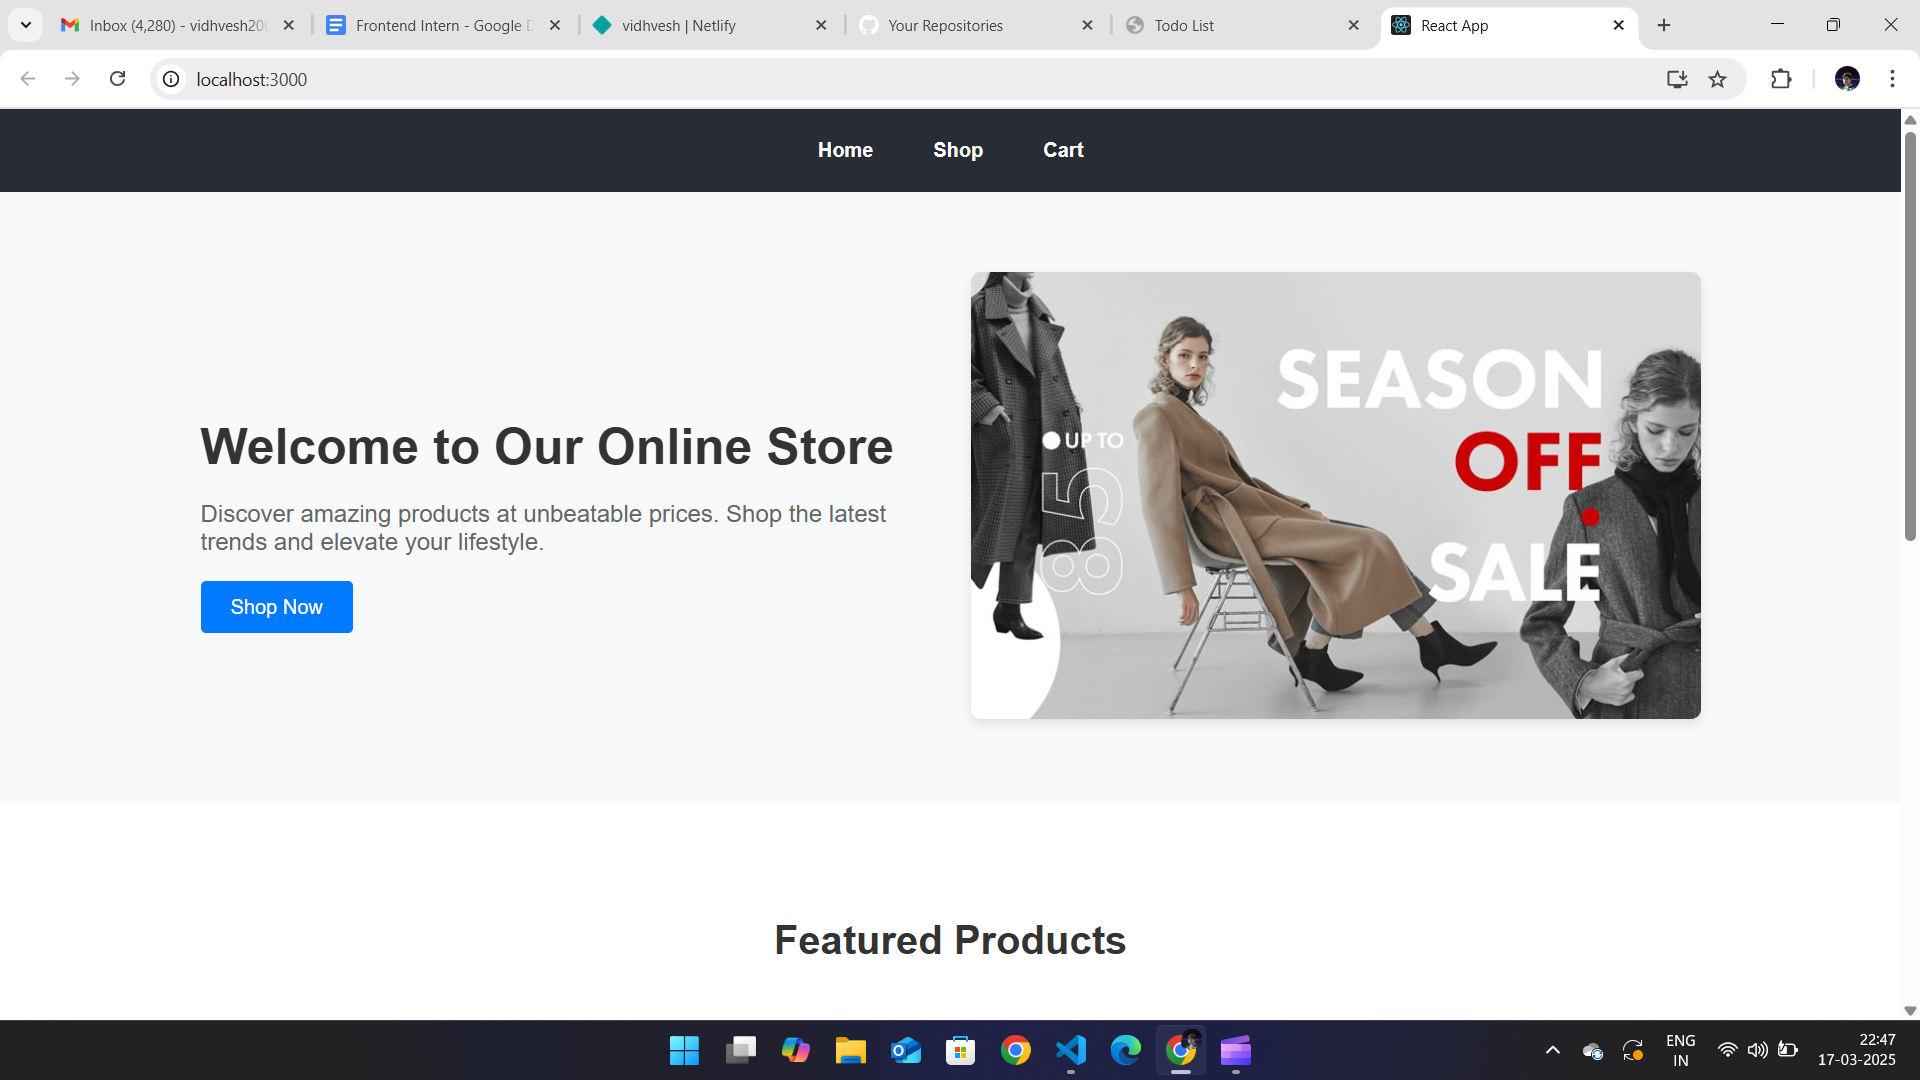 Inbox (4,280) - vidhvesh20
Frontend Intern - Google D
vidhvesh | Netlify
Your Repositories
Todo List
React App
localhost:3000
Home
Shop
Cart
Welcome to Our Online Store
Discover amazing products at unbeatable prices. Shop the latest
trends and elevate your lifestyle.
Shop Now
UP TO
85
SEASON
OFF
SALE
Featured Products
ENG
IN
22:47
17-03-2025